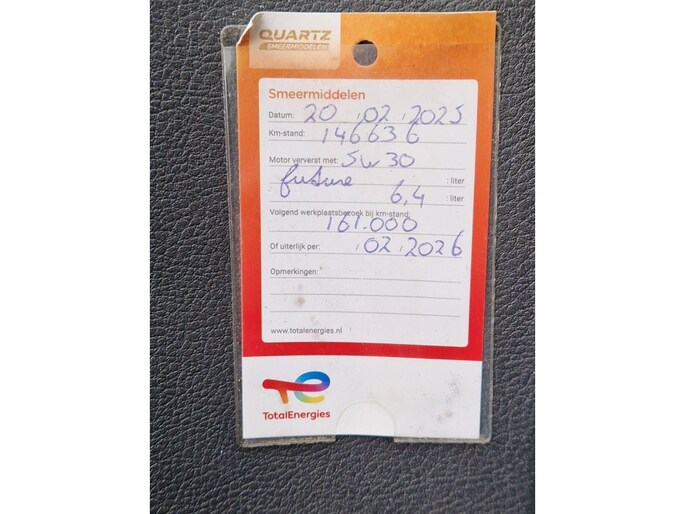 QUARTZ
SMEERMIDDELEN
Smeermiddelen
Datum: 20 02 2025
Km-stand: 146636
Motor ververst met: 5w30
future : liter
6,4 : liter
Volgend werkplaatsbezoek bij km-stand:
161.000
Of uiterlijk per: 02 2026
Opmerkingen:
www.totalenergies.nl
TotalEnergies